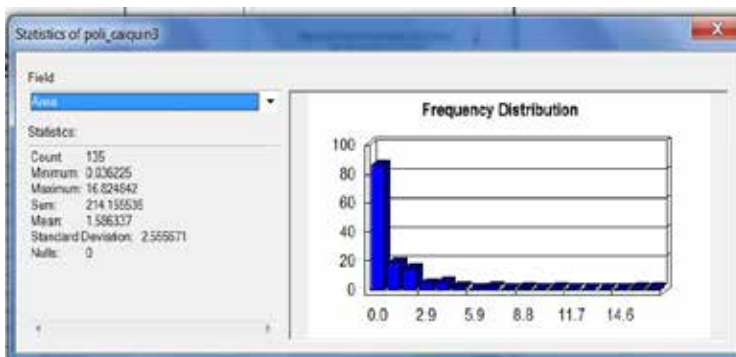 Statistics of poli_caiquin3
X
Field
Area
Statistics:
Count 135
Minimum: 0.036225
Maximum: 16.824842
Sum: 214.155535
Mean: 1.586337
Standard Deviation: 2.555571
Nulls: 0
Frequency Distribution
100
80
60
40
20
0
0.0 2.9 5.9 8.8 11.7 14.6